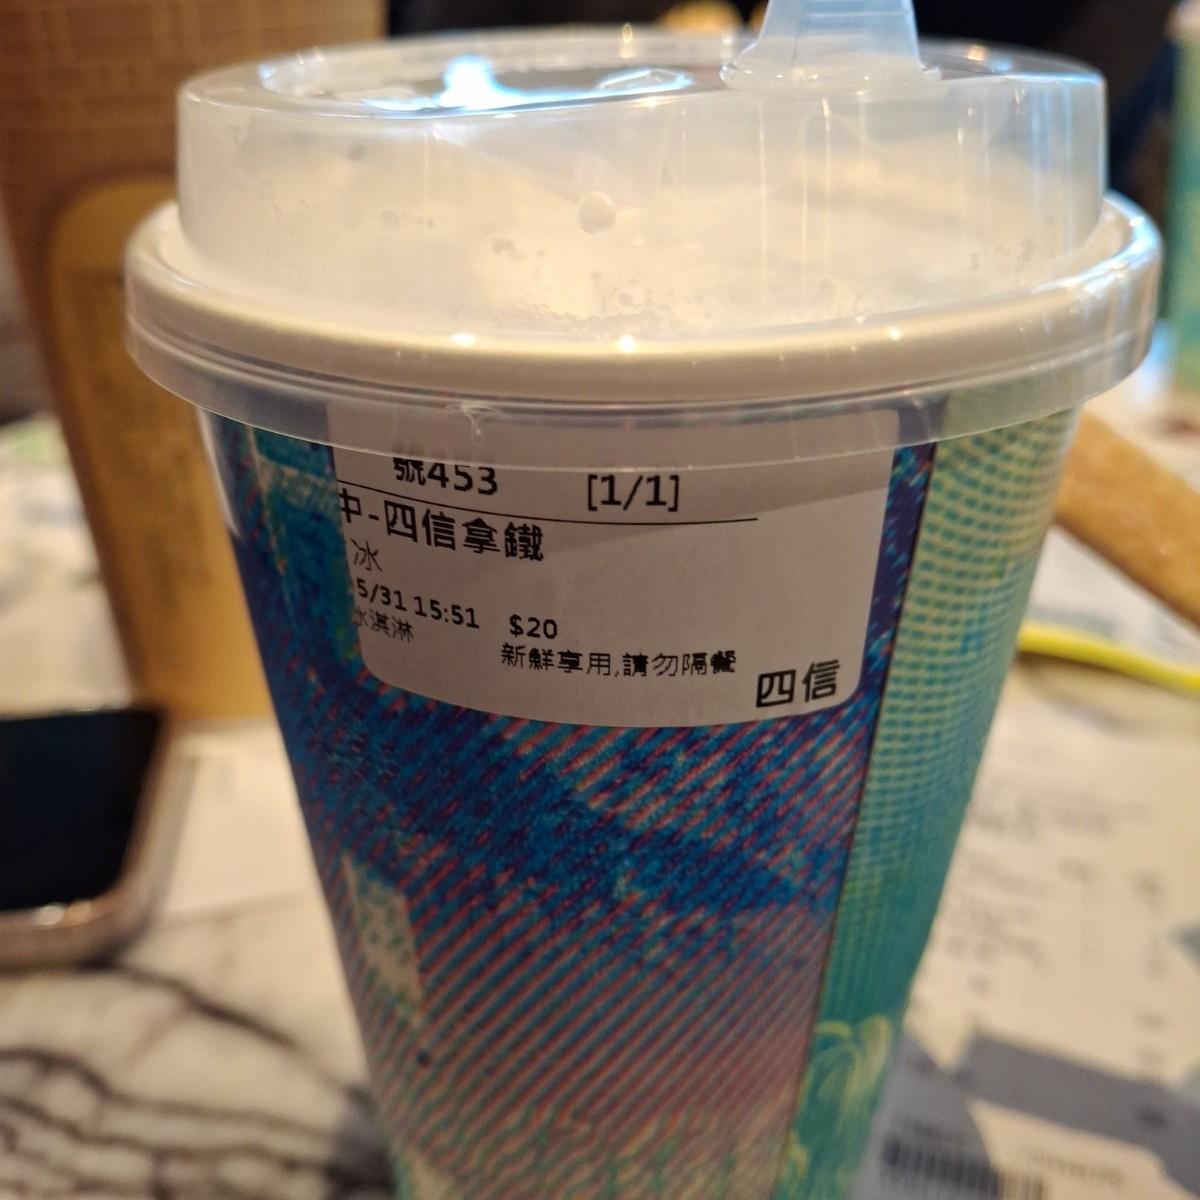 號453 [1/1]
中-四信拿鐵
冰
5/31 15:51 $20
冰淇淋
新鮮享用,請勿隔餐
四信